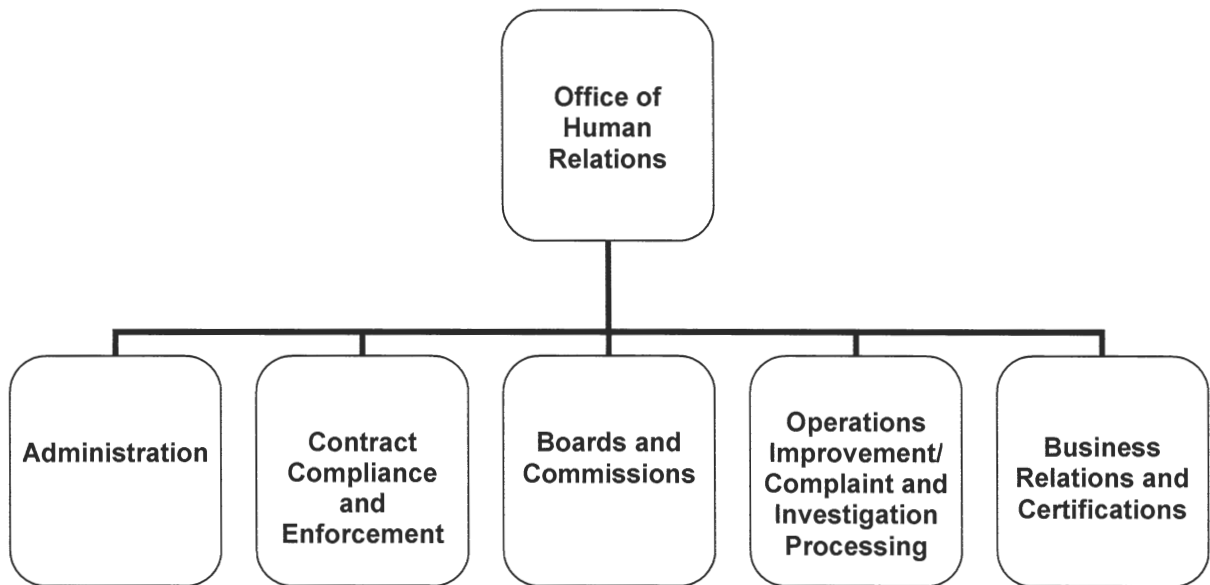 Office of
Human
Relations
Administration
Contract
Compliance
and
Enforcement
Boards and
Commissions
Operations
Improvement/
Complaint and
Investigation
Processing
Business
Relations and
Certifications